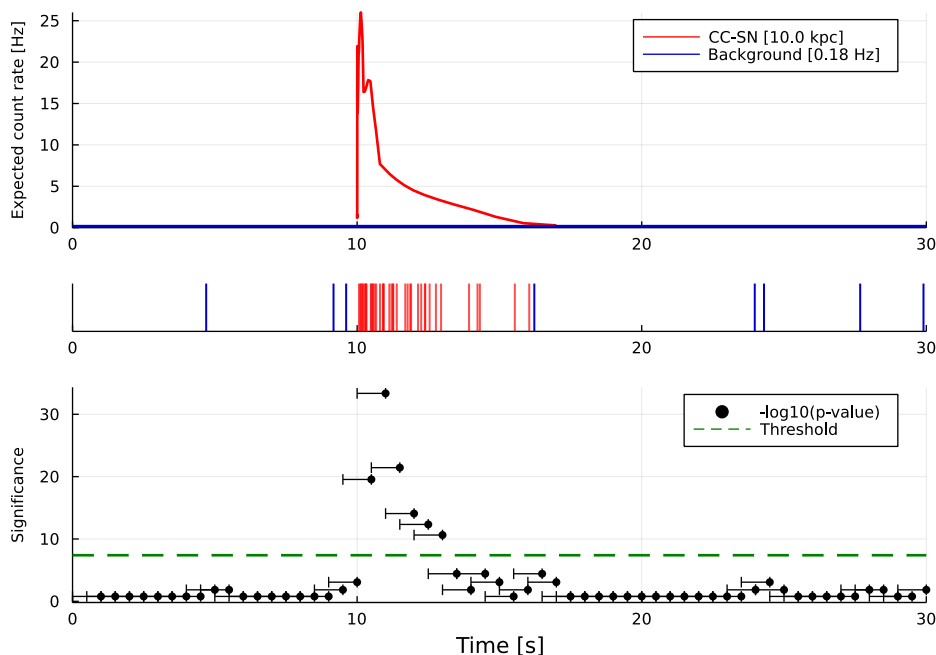 Expected count rate [Hz]
25
20
15
10
5
0
CC-SN [10.0 kpc]
Background [0.18 Hz]
0 10 20 30
0 10 20 30
Significance
30
20
10
0
-log10(p-value)
Threshold
0 10 20 30
Time [s]